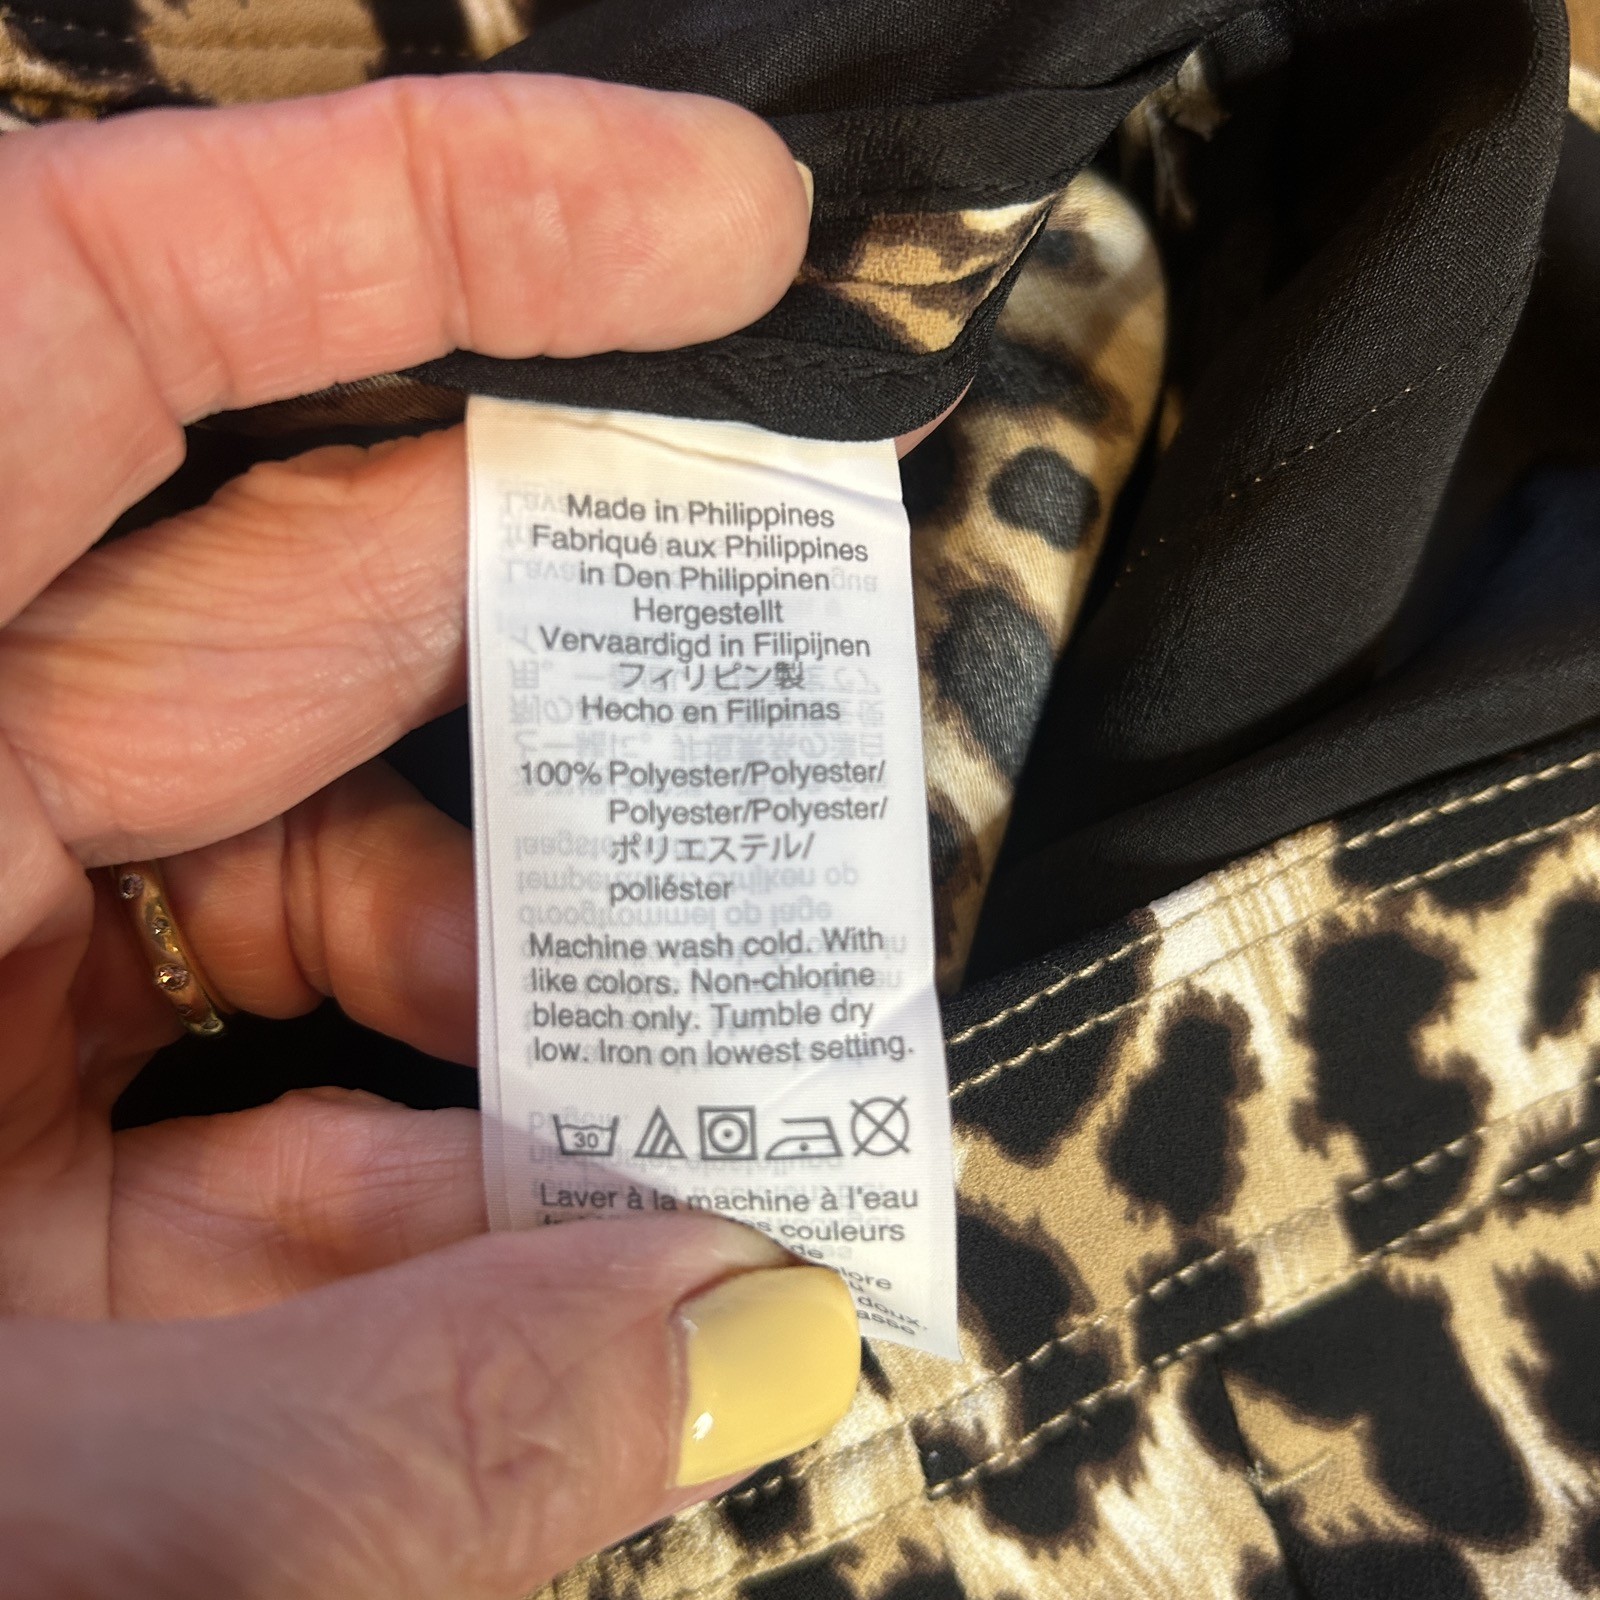 Made in Philippines
Fabriqué aux Philippines
in Den Philippinen
Hergestellt
Vervaardigd in Filipijnen
フィリピン製
Hecho en Filipinas
100% Polyester/Polyester/
Polyester/Polyester/
ポリエステル/
poliéster
Machine wash cold. With
like colors. Non-chlorine
bleach only. Tumble dry
low. Iron on lowest setting.
30
Laver à la machine à l'eau
couleurs
de
doux.